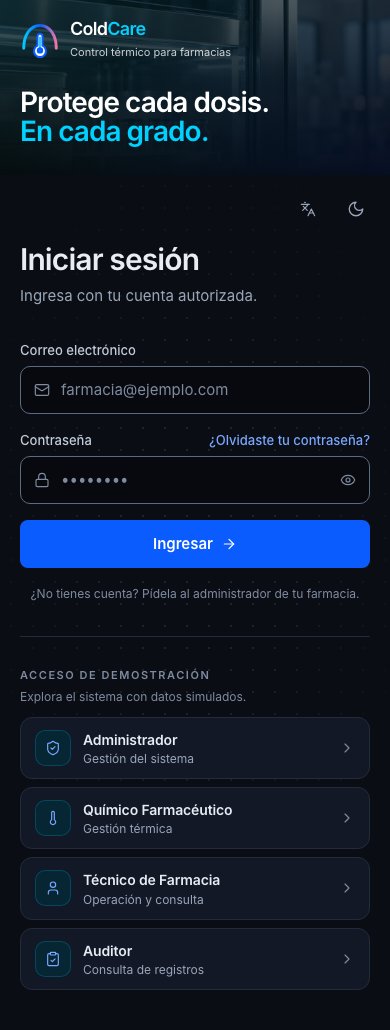 ColdCare
Control térmico para farmacias
Protege cada dosis.
En cada grado.
Iniciar sesión
Ingresa con tu cuenta autorizada.
Correo electrónico
farmacia@ejemplo.com
Contraseña
¿Olvidaste tu contraseña?
••••••••
Ingresar
¿No tienes cuenta? Pídela al administrador de tu farmacia.
ACCESO DE DEMOSTRACIÓN
Explora el sistema con datos simulados.
Administrador
Gestión del sistema
Químico Farmacéutico
Gestión térmica
Técnico de Farmacia
Operación y consulta
Auditor
Consulta de registros